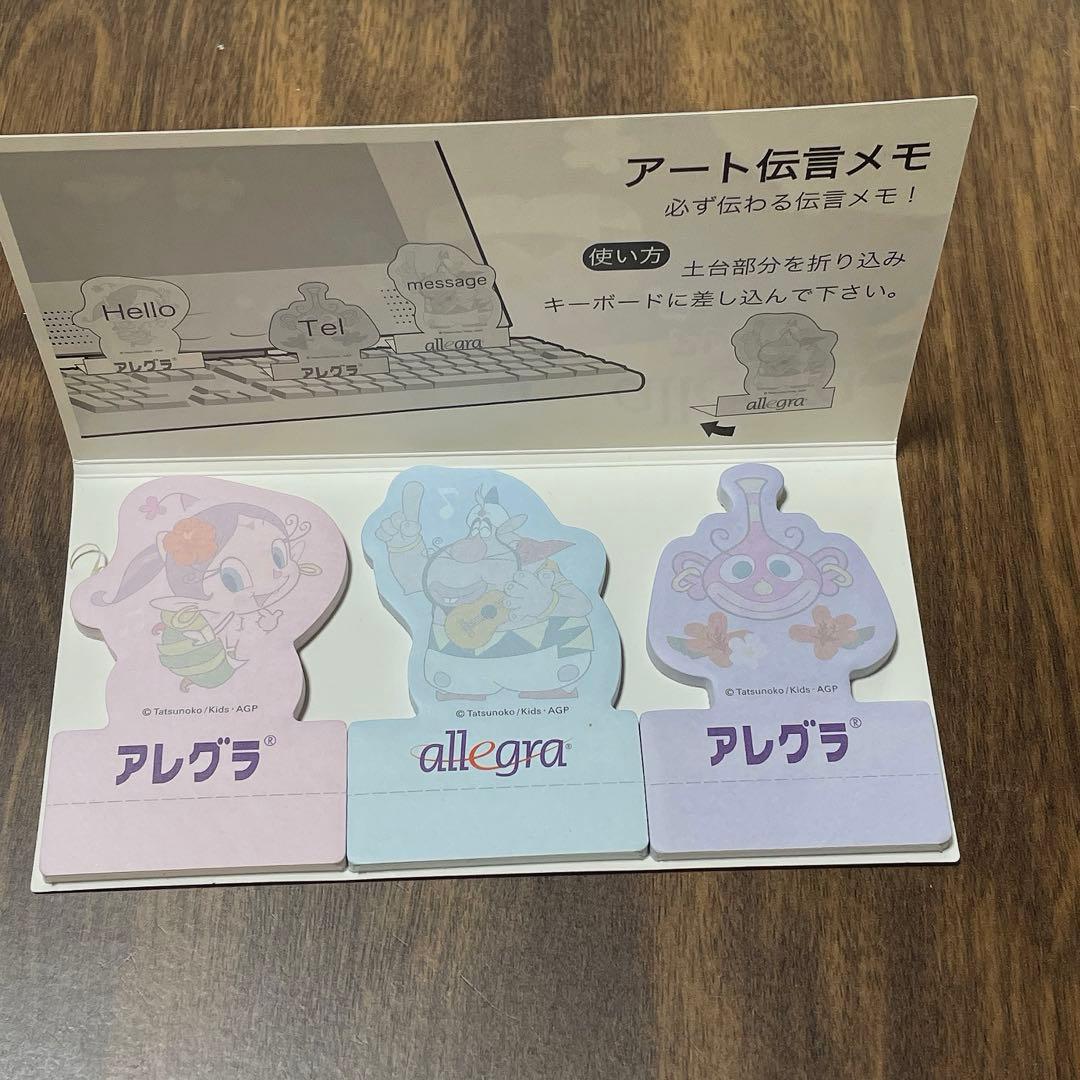 アート伝言メモ
必ず伝わる伝言メモ！
使い方 土台部分を折り込み
キーボードに差し込んで下さい。
Hello
アレグラ®
Tel
アレグラ®
message
allegra
allegra
© Tatsunoko/Kids・AGP
アレグラ®
© Tatsunoko/Kids・AGP
allegra®
© Tatsunoko/Kids・AGP
アレグラ®